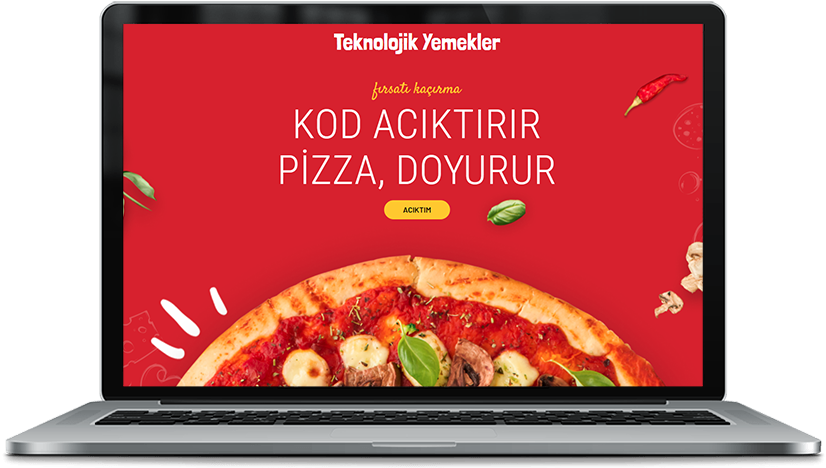 Teknolojik Yemekler
fırsatı kaçırma
KOD ACIKTIRIR
PİZZA, DOYURUR
ACIKTIM